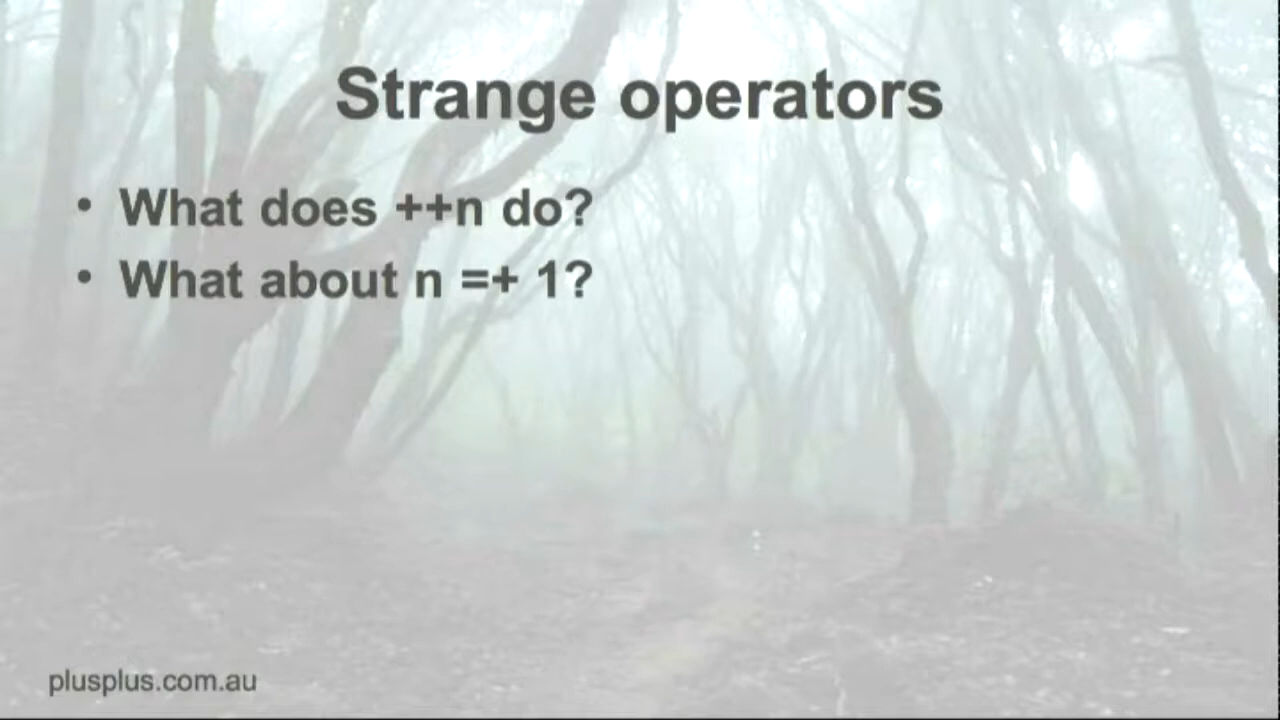 Strange operators
• What does ++n do?
• What about n =+ 1?
plusplus.com.au